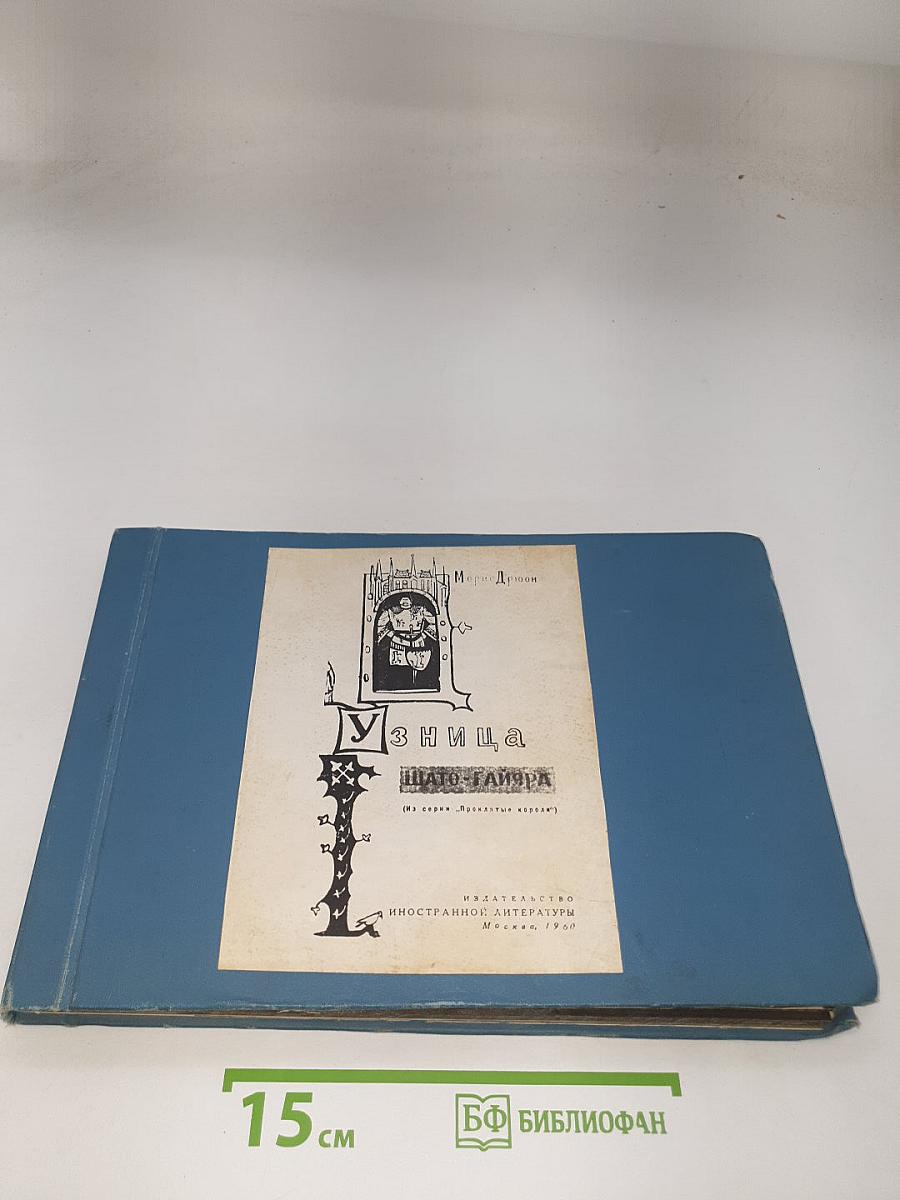 Морис Дрюон
Узница
ШАТО-ГАЙЯРА
(Из серии „Проклятые короли“)
ИЗДАТЕЛЬСТВО
ИНОСТРАННОЙ ЛИТЕРАТУРЫ
Москва, 1960
15 см
БФ БИБЛИОФАН